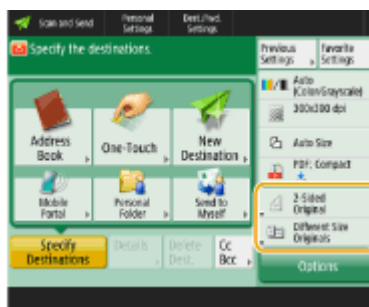 Scan and Send
Personal
Settings
Dest./Fwd.
Settings
Specify the destinations.
Previous
Settings
Favorite
Settings
Auto
(Color/Grayscale)
300x300 dpi
Auto Size
PDF; Compact
2-Sided
Original
Different Size
Originals
Options
Address
Book
One-Touch
New
Destination
Mobile
Portal
Personal
Folder
Send to
Myself
Specify
Destinations
Details
Delete
Dest.
Cc
Bcc